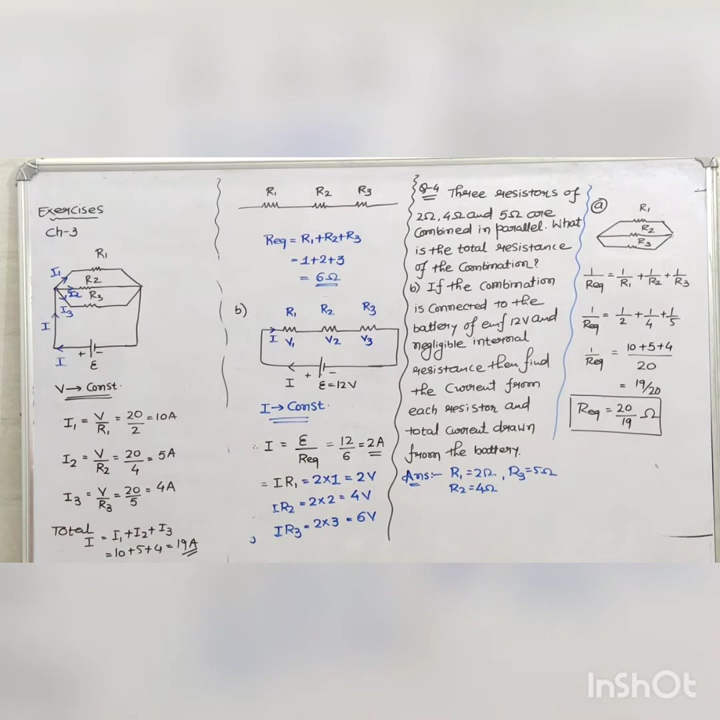 Exercises
Ch-3
R1
I1
R2
I2
R3
I3
I
+ -
I
ε
V → Const.
I1 = V/R1 = 20/2 = 10A
I2 = V/R2 = 20/4 = 5A
I3 = V/R3 = 20/5 = 4A
Total
I = I1 + I2 + I3
= 10+5+4 = 19A
R1 R2 R3
Req = R1 + R2 + R3
= 1+2+3
= 6Ω
b)
R1 R2 R3
I V1 V2 V3
I + -
ε = 12V
I → Const.
∴ I = ε/Req = 12/6 = 2A
= IR1 = 2×1 = 2V
IR2 = 2×2 = 4V
IR3 = 2×3 = 6V
Q-4 Three resistors of
2Ω, 4Ω and 5Ω are
Combined in parallel. What
is the total resistance
of the Combination?
b) If the combination
is connected to the
battery of emf 12V and
negligible internal
resistance then find
the Current from
each resistor and
total current drawn
from the battery.
Ans:- R1 = 2Ω, R3 = 5Ω
R2 = 4Ω
a
R1
R2
R3
1/Req = 1/R1 + 1/R2 + 1/R3
1/Req = 1/2 + 1/4 + 1/5
1/Req = 10+5+4/20
= 19/20
Req = 20/19 Ω
InShOt